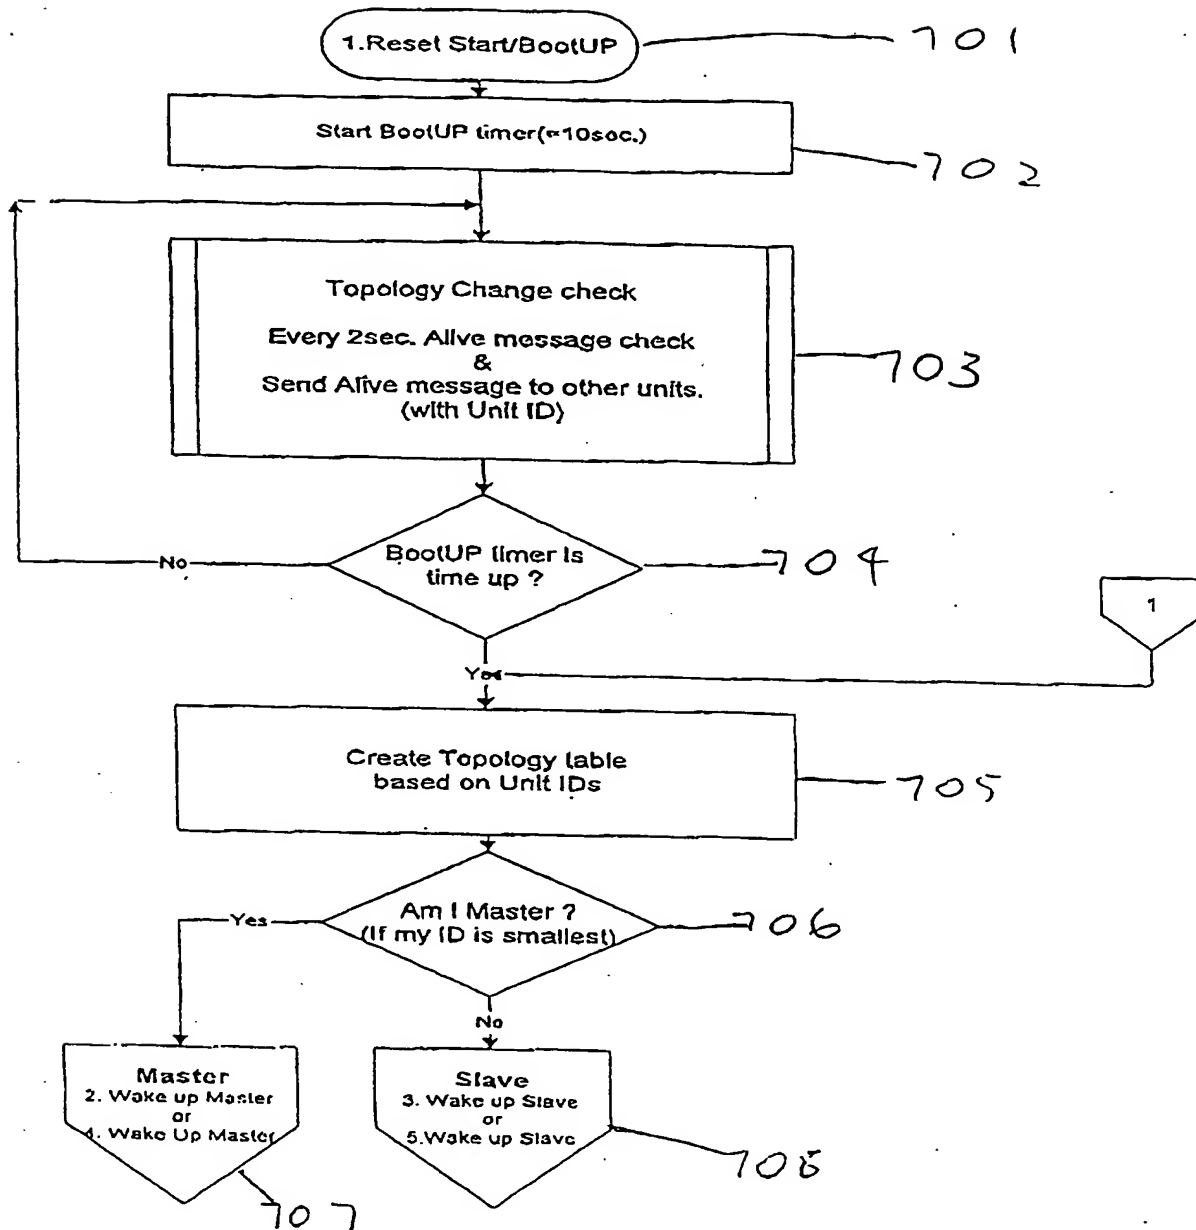 1.Reset Start/BootUP
701
Start BootUP timer(=10sec.)
702
Topology Change check
Every 2sec. Alive message check
&
Send Alive message to other units.
(with Unit ID)
703
BootUP timer is
time up ?
704
No
1
Yes
Create Topology table
based on Unit IDs
705
Am I Master ?
(If my ID is smallest)
706
Yes
No
Master
2. Wake up Master
or
4. Wake Up Master
707
Slave
3. Wake up Slave
or
5.Wake up Slave
708